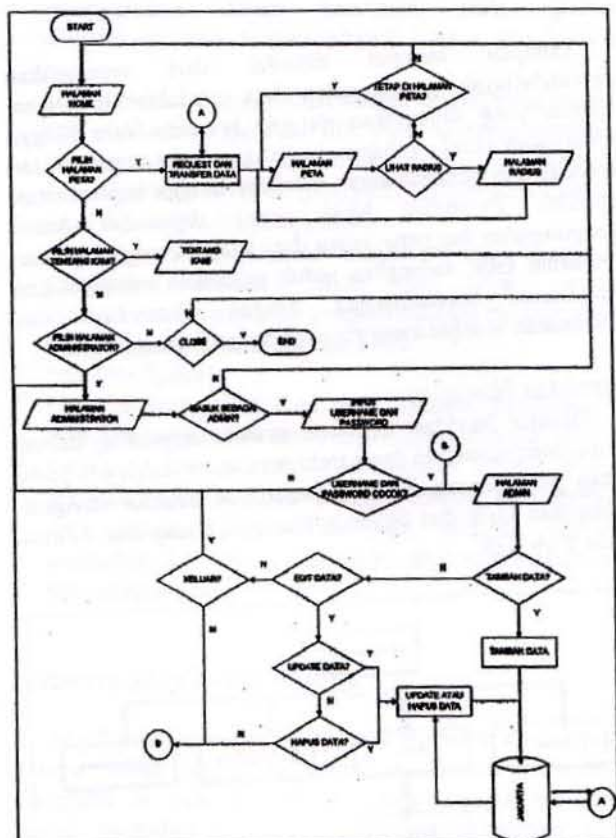 START
HALAMAN
HOME
PILIH
HALAMAN
PETA?
Y
N
A
REQUEST DAN
TRANSFER DATA
HALAMAN
PETA
LIHAT RADIUS
Y
HALAMAN
RADIUS
N
TETAP DI HALAMAN
PETA?
Y
N
PILIH HALAMAN
TENTANG
Y
TENTANG
N
PILIH HALAMAN
ADMINISTRATOR?
N
CLOSE
N
Y
END
Y
HALAMAN
ADMINISTRATOR
MASUK SEBAGAI
ADMIN?
N
Y
INPUT
USERNAME DAN
PASSWORD
N
USERNAME DAN
PASSWORD COCOK?
Y
HALAMAN
ADMIN
KELUAR?
Y
N
EDIT DATA?
N
Y
TAMBAH DATA?
N
Y
TAMBAH DATA
UPDATE DATA?
Y
N
UPDATE ATAU
HAPUS DATA
HAPUS DATA?
N
Y
JAKARTA
A